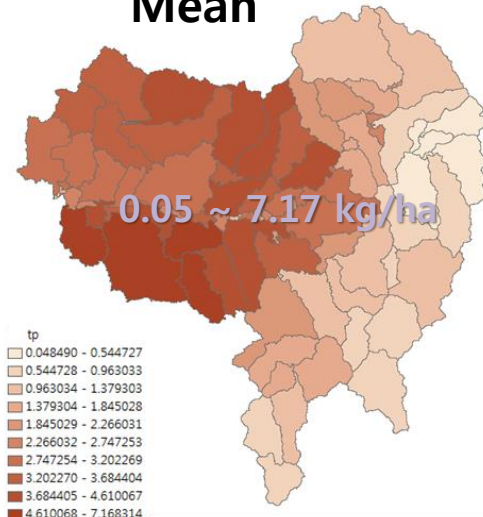 Mean
0.05 ~ 7.17 kg/ha
tp
0.048490 - 0.544727
0.544728 - 0.963033
0.963034 - 1.379303
1.379304 - 1.845028
1.845029 - 2.266031
2.266032 - 2.747253
2.747254 - 3.202269
3.202270 - 3.684404
3.684405 - 4.610067
4.610068 - 7.168314